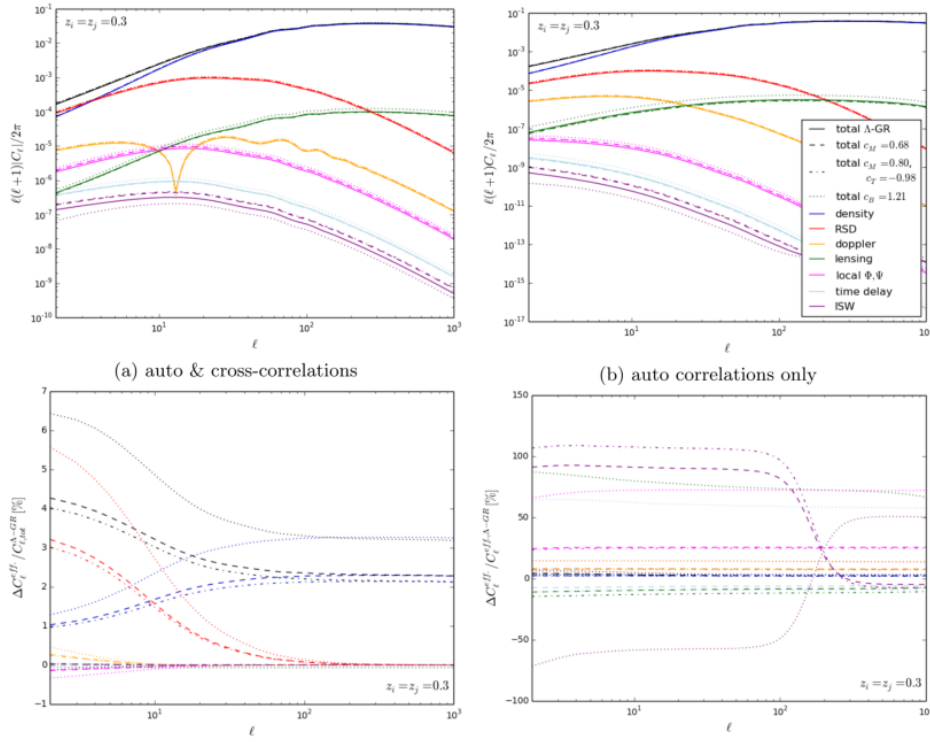 z_i = z_j = 0.3
10^-1
10^-2
10^-3
10^-4
10^-5
10^-6
10^-7
10^-8
10^-9
10^-10
ℓ(ℓ+1)|C_ℓ|/2π
10^1
10^2
10^3
ℓ
(a) auto & cross-correlations
z_i = z_j = 0.3
10^-1
10^-3
10^-5
10^-7
10^-9
10^-11
10^-13
10^-15
10^-17
ℓ(ℓ+1)C_ℓ/2π
total Λ-GR
total c_M = 0.68
total c_M = 0.80,
c_T = −0.98
total c_B = 1.21
density
RSD
doppler
lensing
local Φ,Ψ
time delay
ISW
10^1
10^2
10^3
ℓ
(b) auto correlations only
7
6
5
4
3
2
1
0
−1
ΔC_ℓ^{eff.}/C_{ℓ,tot}^{Λ−GR} [%]
z_i = z_j = 0.3
10^1
10^2
10^3
ℓ
150
100
50
0
−50
−100
ΔC_ℓ^{eff}/C_ℓ^{eff,Λ−GR} [%]
z_i = z_j = 0.3
10^1
10^2
10^3
ℓ